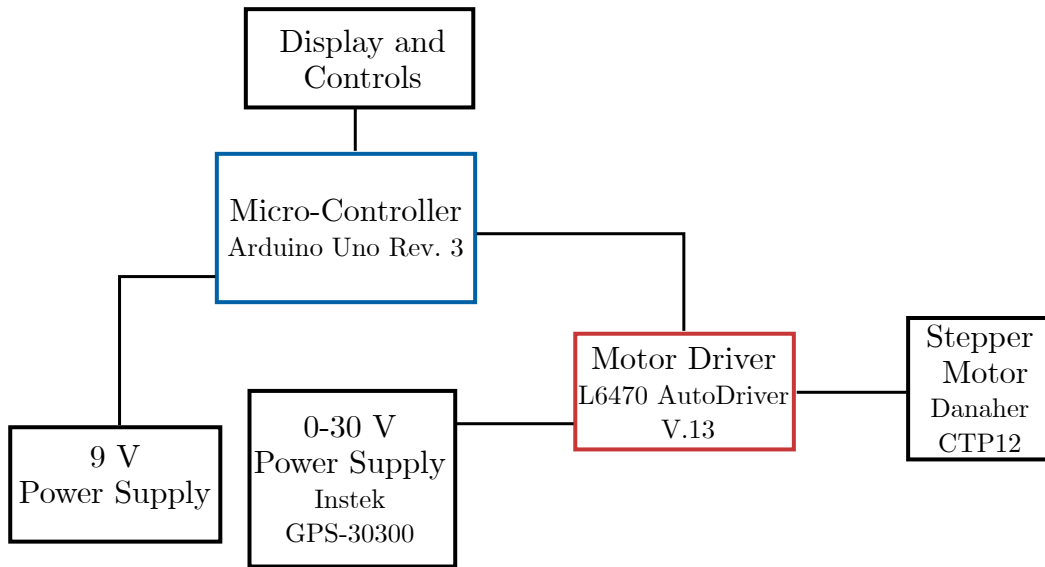 Display and
Controls
Micro-Controller
Arduino Uno Rev. 3
Motor Driver
L6470 AutoDriver
V.13
Stepper
Motor
Danaher
CTP12
0-30 V
Power Supply
Instek
GPS-30300
9 V
Power Supply